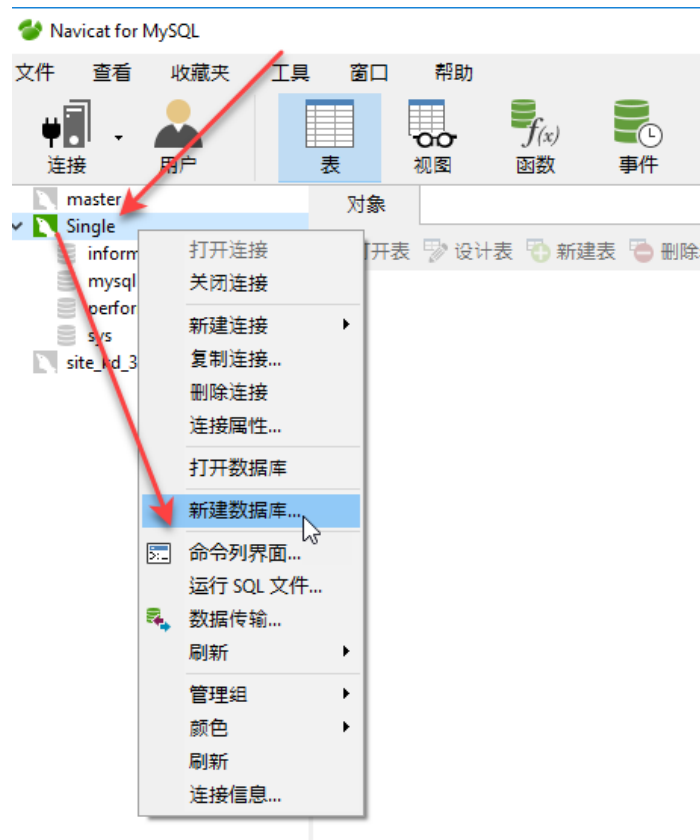 Navicat for MySQL
文件 查看 收藏夹 工具 窗口 帮助
f(x)
连接 用户 表 视图 函数 事件
master 对象
Single
inform 打开连接 开表 设计表 新建表 删除
mysql 关闭连接
perfor
sys 新建连接
site_kd_3 复制连接...
删除连接
连接属性...
打开数据库
新建数据库...
命令列界面...
运行 SQL 文件...
数据传输...
刷新
管理组
颜色
刷新
连接信息...